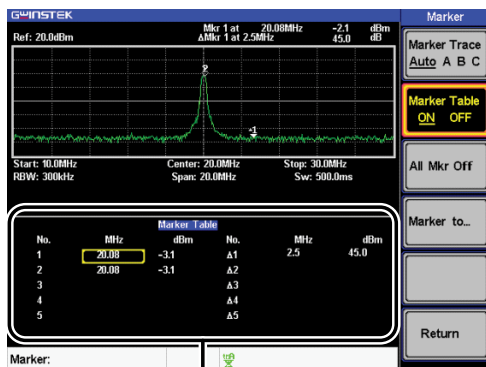 GWINSTEK
Mkr 1 at 20.08MHz -2.1 dBm
Ref: 20.0dBm ΔMkr 1 at 2.5MHz 45.0 dB
2
1
Start: 10.0MHz Center: 20.0MHz Stop: 30.0MHz
RBW: 300kHz Span: 20.0MHz Sw: 500.0ms
Marker Table
No. MHz dBm No. MHz dBm
1 20.08 -3.1 Δ1 2.5 45.0
2 20.08 -3.1 Δ2
3 Δ3
4 Δ4
5 Δ5
Marker:
Marker
Marker Trace
Auto A B C
Marker Table
ON OFF
All Mkr Off
Marker to...
Return